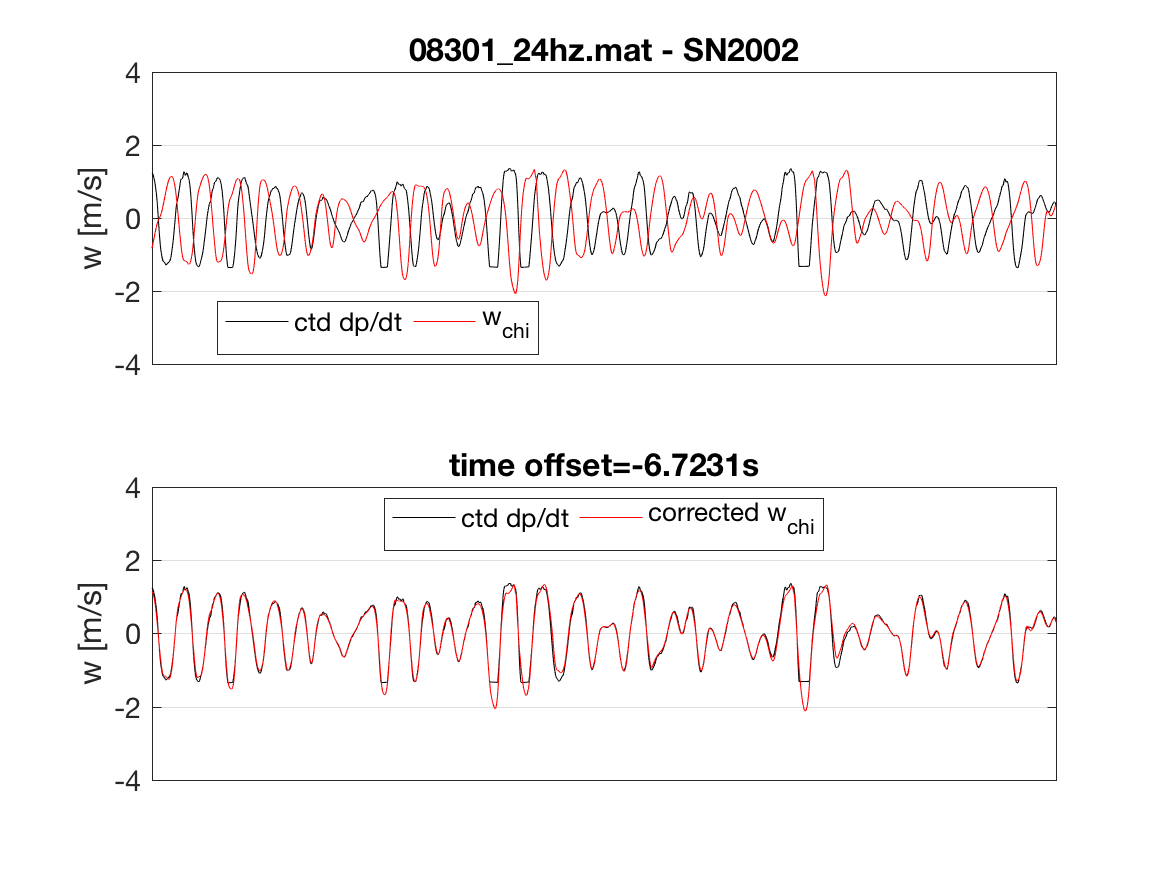 08301_24hz.mat - SN2002
4
2
0
-2
-4
w [m/s]
ctd dp/dt w_chi
time offset=-6.7231s
4
2
0
-2
-4
w [m/s]
ctd dp/dt corrected w_chi